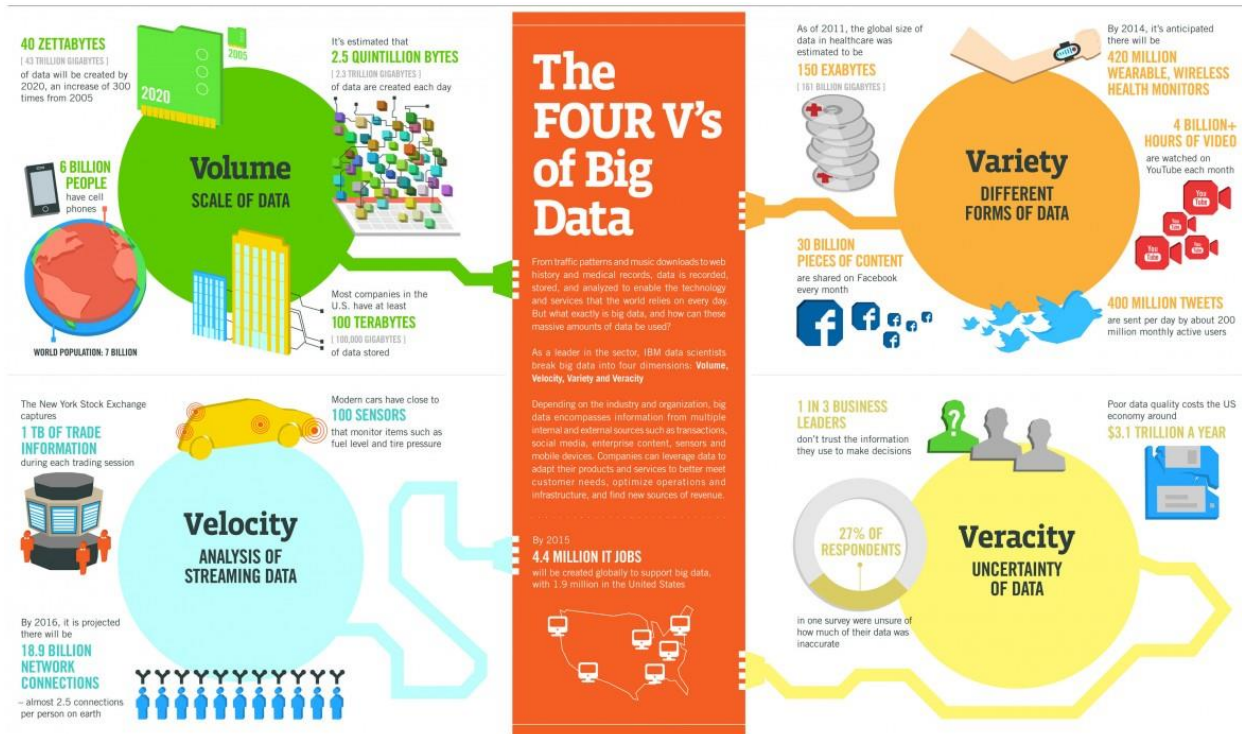 40 ZETTABYTES
[ 43 TRILLION GIGABYTES ]
of data will be created by
2020, an increase of 300
times from 2005
2005
2020
It's estimated that
2.5 QUINTILLION BYTES
[ 2.3 TRILLION GIGABYTES ]
of data are created each day
6 BILLION
PEOPLE
have cell
phones
Volume
SCALE OF DATA
WORLD POPULATION: 7 BILLION
Most companies in the
U.S. have at least
100 TERABYTES
[ 100,000 GIGABYTES ]
of data stored
The New York Stock Exchange
captures
1 TB OF TRADE
INFORMATION
during each trading session
Modern cars have close to
100 SENSORS
that monitor items such as
fuel level and tire pressure
Velocity
ANALYSIS OF
STREAMING DATA
By 2016, it is projected
there will be
18.9 BILLION
NETWORK
CONNECTIONS
– almost 2.5 connections
per person on earth
The
FOUR V's
of Big
Data
From traffic patterns and music downloads to web
history and medical records, data is recorded,
stored, and analyzed to enable the technology
and services that the world relies on every day.
But what exactly is big data, and how can these
massive amounts of data be used?
As a leader in the sector, IBM data scientists
break big data into four dimensions: Volume,
Velocity, Variety and Veracity
Depending on the industry and organization, big
data encompasses information from multiple
internal and external sources such as transactions,
social media, enterprise content, sensors and
mobile devices. Companies can leverage data to
adapt their products and services to better meet
customer needs, optimize operations and
infrastructure, and find new sources of revenue.
By 2015
4.4 MILLION IT JOBS
will be created globally to support big data,
with 1.9 million in the United States
As of 2011, the global size of
data in healthcare was
estimated to be
150 EXABYTES
[ 161 BILLION GIGABYTES ]
By 2014, it's anticipated
there will be
420 MILLION
WEARABLE, WIRELESS
HEALTH MONITORS
4 BILLION+
HOURS OF VIDEO
are watched on
YouTube each month
You
Tube
You
Tube
You
Tube
You
Tube
Variety
DIFFERENT
FORMS OF DATA
30 BILLION
PIECES OF CONTENT
are shared on Facebook
every month
f
f
f
f
f
f
400 MILLION TWEETS
are sent per day by about 200
million monthly active users
1 IN 3 BUSINESS
LEADERS
don't trust the information
they use to make decisions
?
Poor data quality costs the US
economy around
$3.1 TRILLION A YEAR
27% OF
RESPONDENTS
in one survey were unsure of
how much of their data was
inaccurate
Veracity
UNCERTAINTY
OF DATA